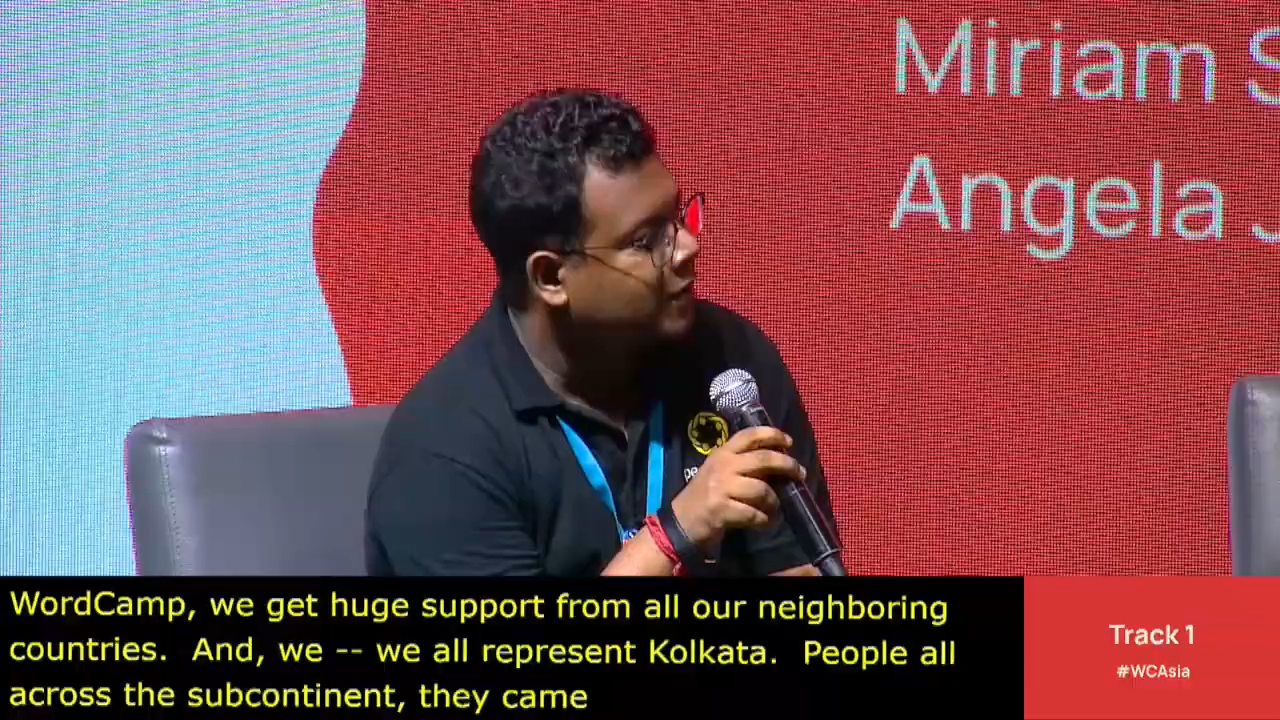 Miriam
Angela
WordCamp, we get huge support from all our neighboring
countries.  And, we -- we all represent Kolkata.  People all
across the subcontinent, they came
Track 1
#WCAsia